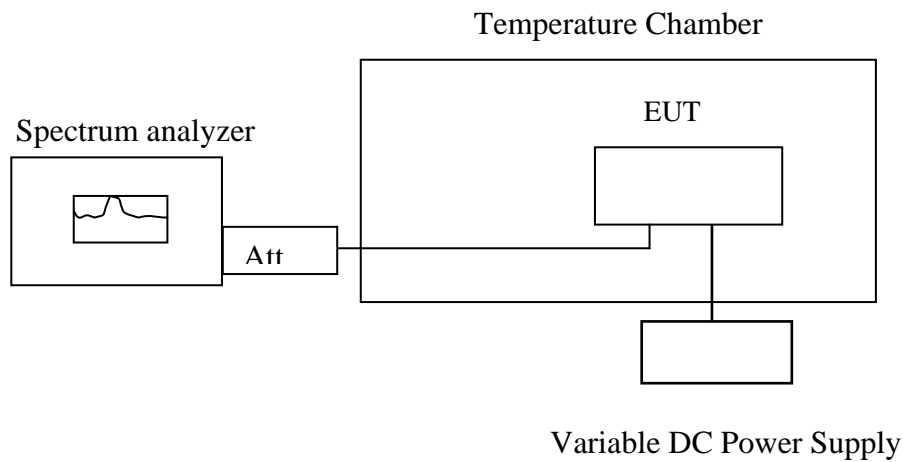 Temperature Chamber
EUT
Spectrum analyzer
Att
Variable DC Power Supply